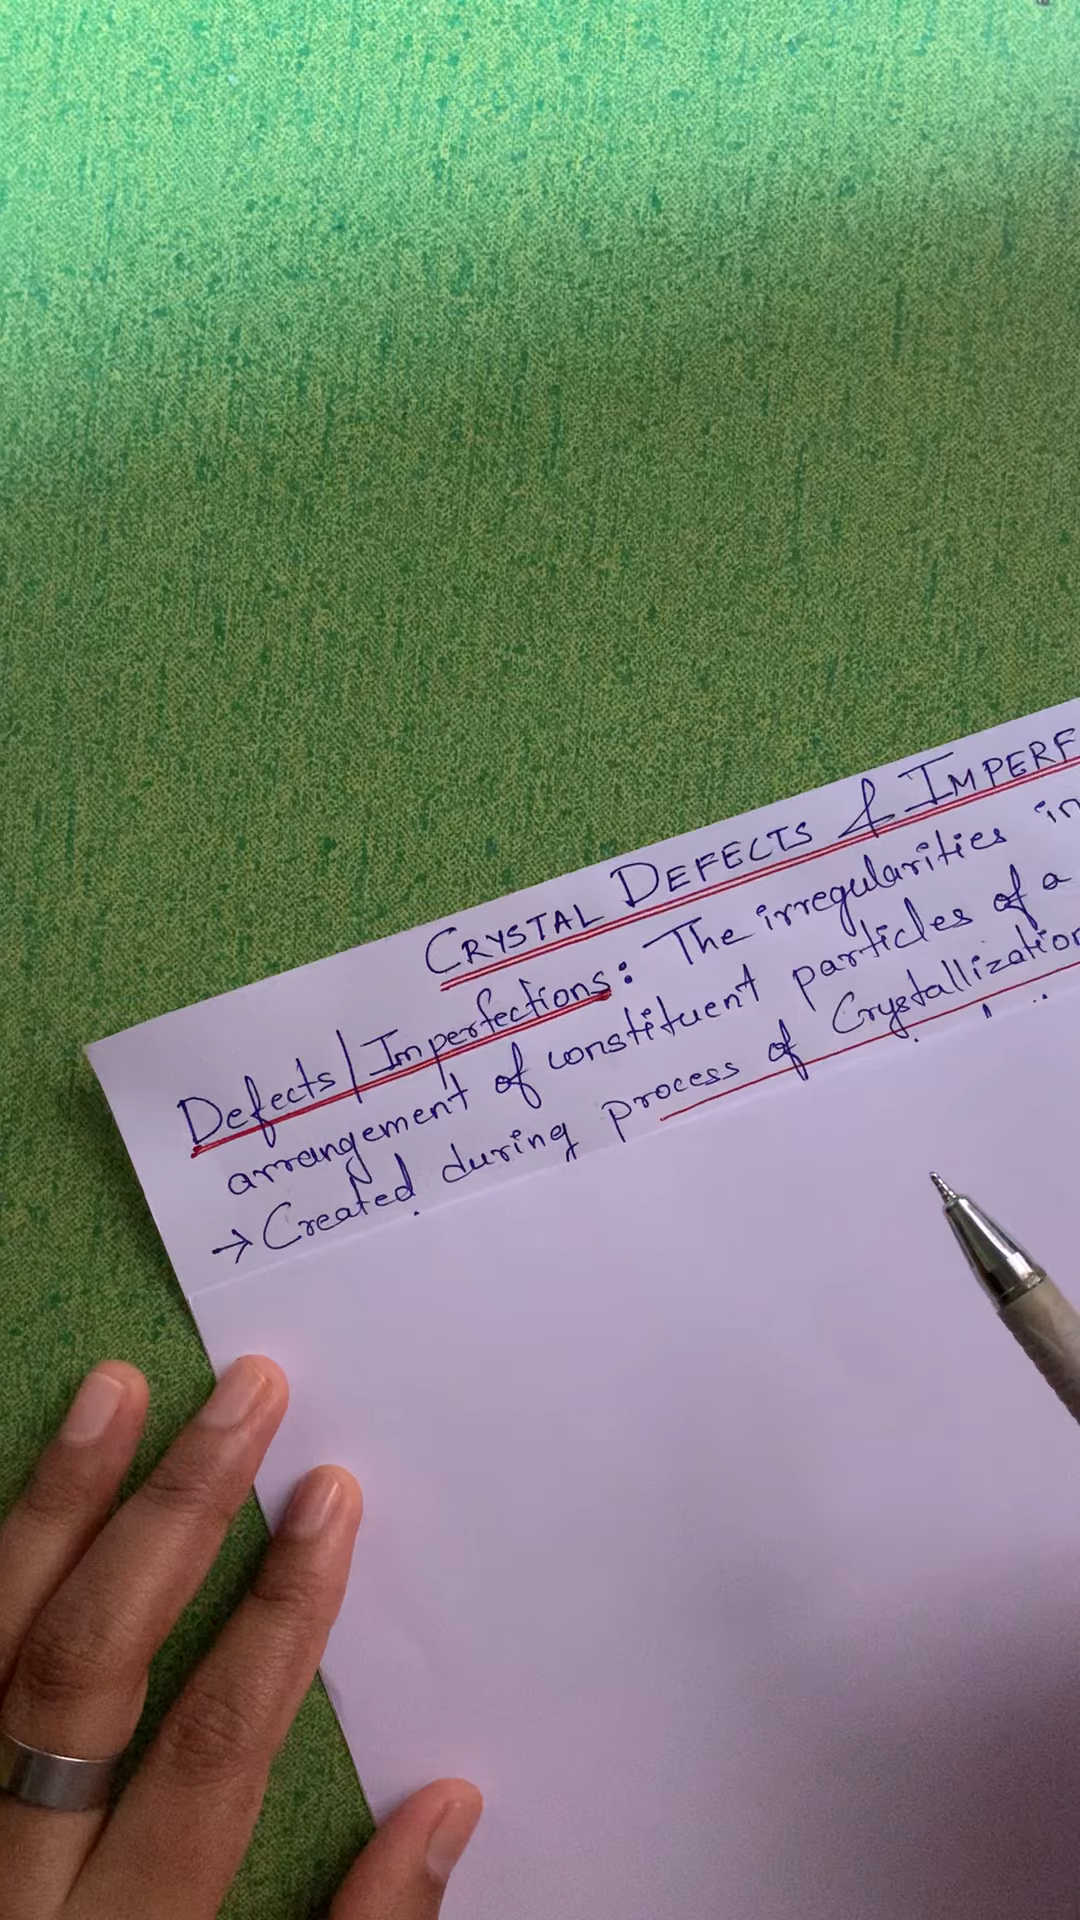 CRYSTAL DEFECTS & IMPERF
Defects/Imperfections: The irregularities in
arrangement of constituent particles of a
→ Created during process of Crystallization